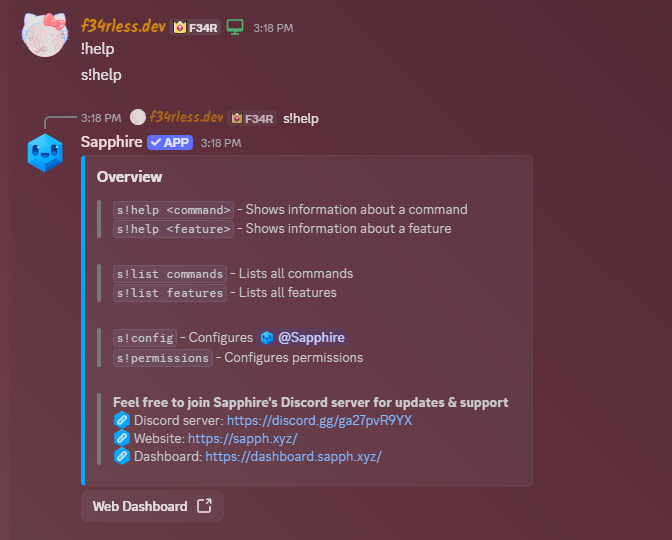 f34rless.dev F34R 3:18 PM
!help
s!help
3:18 PM f34rless.dev F34R s!help
Sapphire ✓ APP 3:18 PM
Overview
s!help <command> - Shows information about a command
s!help <feature> - Shows information about a feature
s!list commands - Lists all commands
s!list features - Lists all features
s!config - Configures @Sapphire
s!permissions - Configures permissions
Feel free to join Sapphire's Discord server for updates & support
Discord server: https://discord.gg/ga27pvR9YX
Website: https://sapph.xyz/
Dashboard: https://dashboard.sapph.xyz/
Web Dashboard